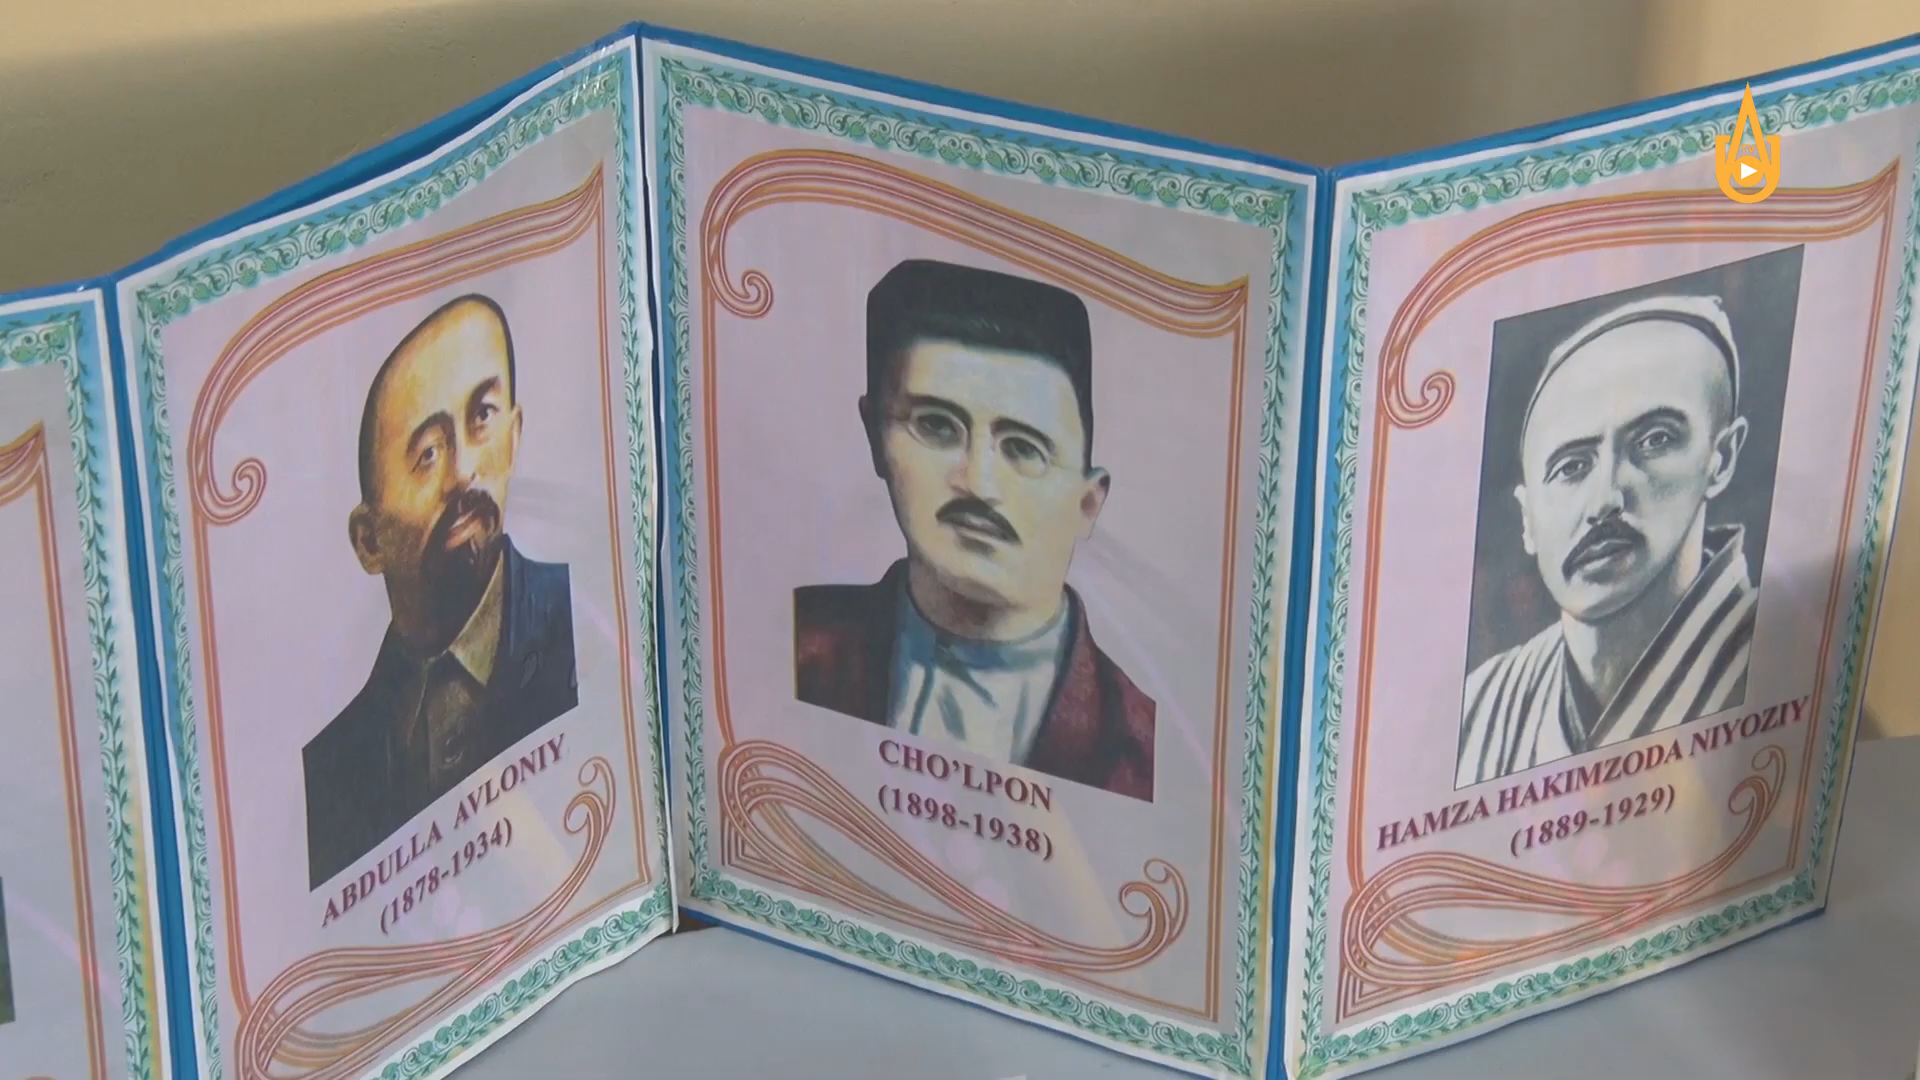 ABDULLA AVLONIY
(1878-1934)
CHO'LPON
(1898-1938)
HAMZA HAKIMZODA NIYOZIY
(1889-1929)